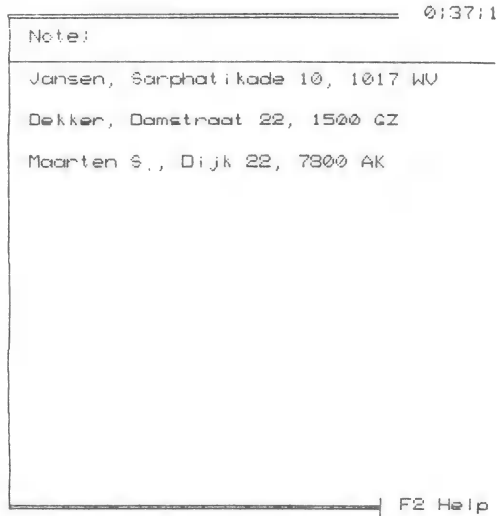 0:37:1
Note:
Jansen, Sarphatikade 10, 1017 WV
Dekker, Damstraat 22, 1500 GZ
Maarten S., Dijk 22, 7800 AK
F2 Help